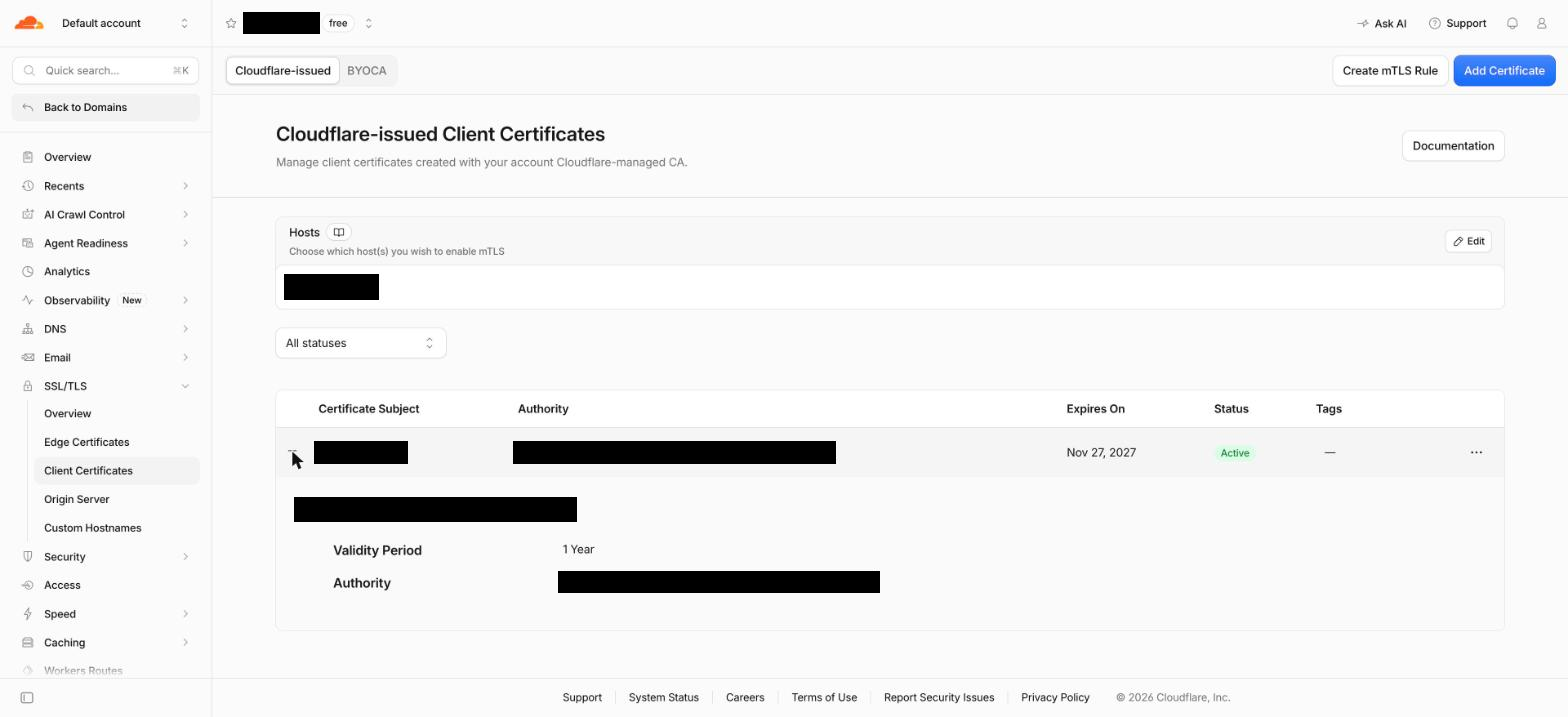 Default account
free
Ask AI
Support
Quick search...
⌘K
Cloudflare-issued
BYOCA
Create mTLS Rule
Add Certificate
Back to Domains
Cloudflare-issued Client Certificates
Manage client certificates created with your account Cloudflare-managed CA.
Documentation
Overview
Recents
AI Crawl Control
Agent Readiness
Analytics
Observability New
DNS
Email
SSL/TLS
Overview
Edge Certificates
Client Certificates
Origin Server
Custom Hostnames
Security
Access
Speed
Caching
Workers Routes
Hosts
Choose which host(s) you wish to enable mTLS
Edit
All statuses
Certificate Subject Authority Expires On Status Tags
Nov 27, 2027 Active — ...
Validity Period 1 Year
Authority
Support System Status Careers Terms of Use Report Security Issues Privacy Policy © 2026 Cloudflare, Inc.